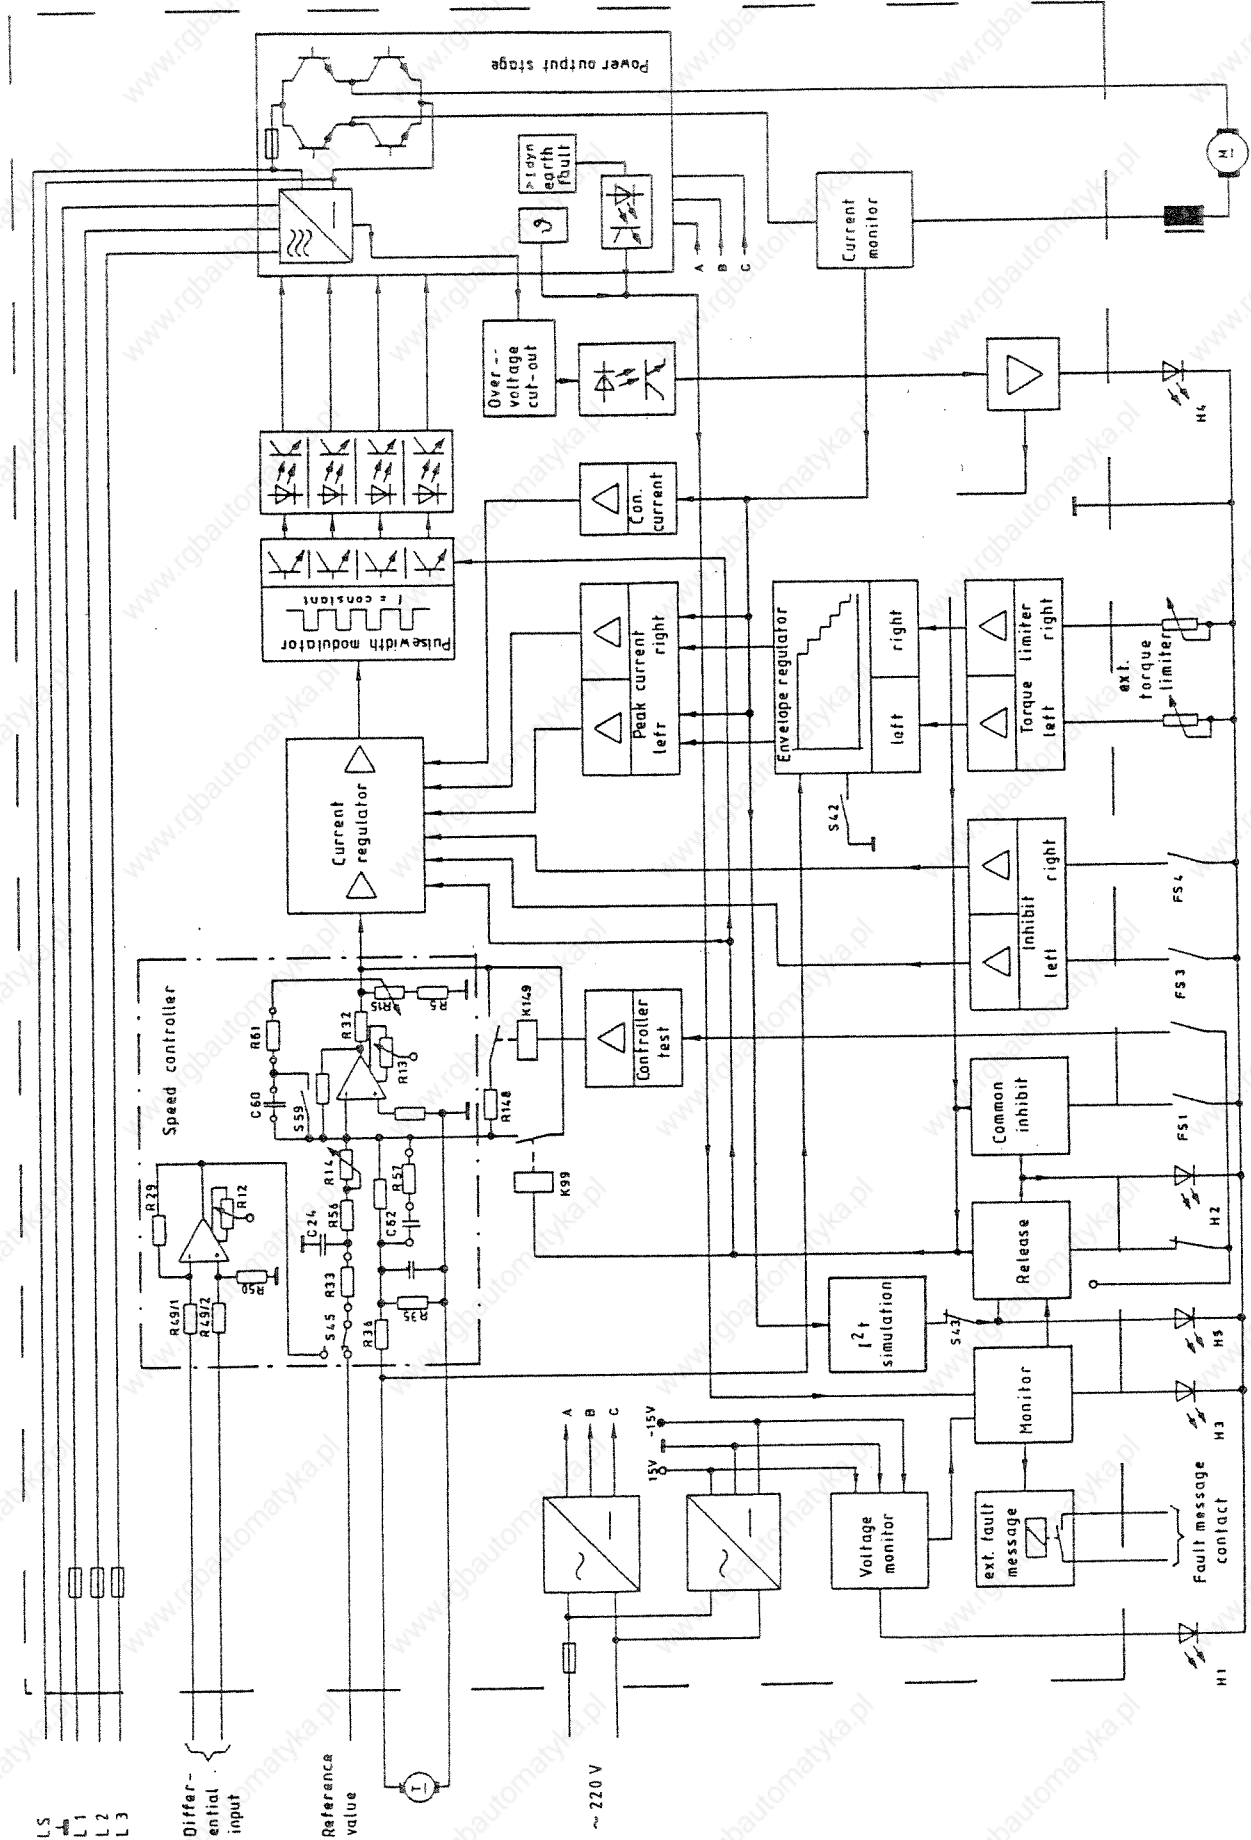 LS
L1
L2
L3
Differ-
ential
input
Reference
value
~ 220 V
T
Speed controller
R49/1
R49/2
R29
R12
R50
S45
R33
C24
R56
R14
R34
R35
C62
R57
S59
C60
R61
R32
R13
R15
R5
R148
K149
K99
Current
regulator
Pulsewidth modulator
f = constant
Power output stage
> I dyn
earth
fault
ϑ
A
B
C
Over--
voltage
cut-out
Con.
current
Peak current
left
right
Controller
test
A
B
C
15V
-15V
Current
monitor
Envelope regulator
left
right
S42
Torque limiter
left
right
Inhibit
left
right
Common
inhibit
Release
I²t
simulation
S43
Monitor
Voltage
monitor
ext. fault
message
Fault message
contact
ext.
torque
limiter
M
H4
FS4
FS3
FS1
H2
H5
H3
H1
www.rgbautomatyka.pl